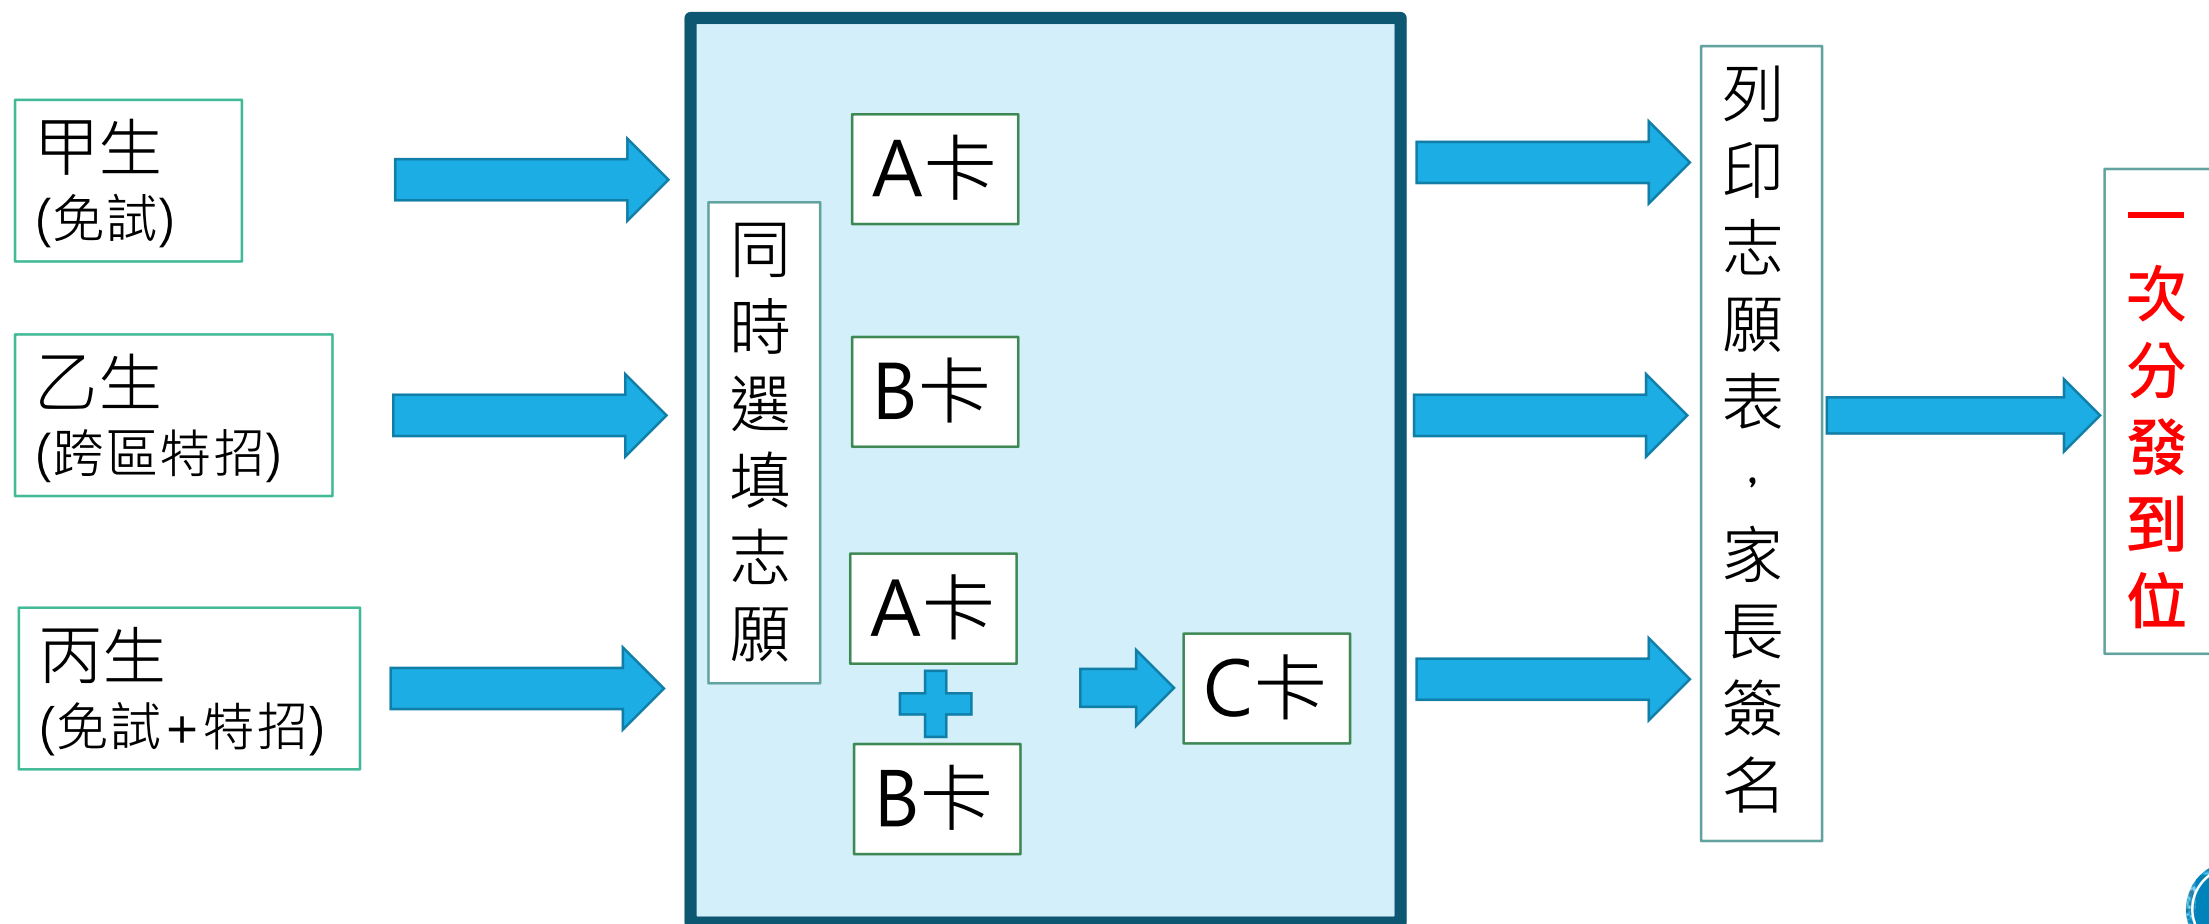 甲生
(免試)
乙生
(跨區特招)
丙生
(免試+特招)
同時選填志願
A卡
B卡
A卡
B卡
C卡
列印志願表，家長簽名
一次分發到位